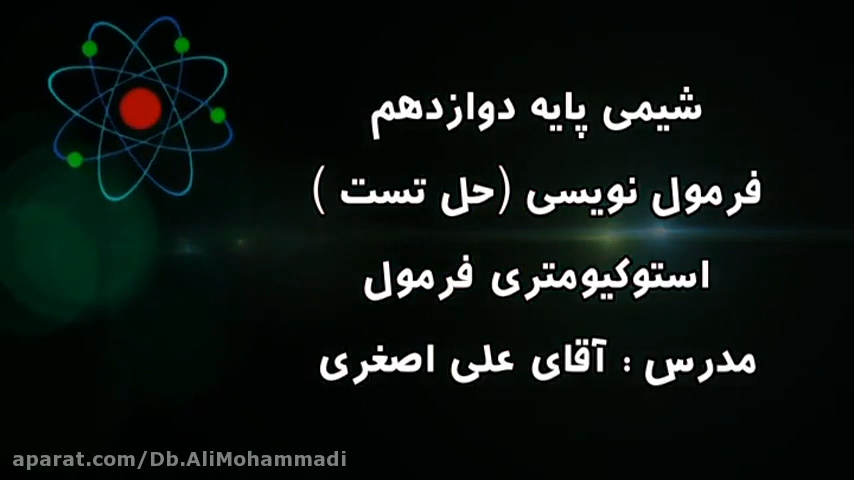 شیمی پایه دوازدهم
فرمول نویسی (حل تست )
استوکیومتری فرمول
مدرس : آقای علی اصغری
aparat.com/Db.AliMohammadi